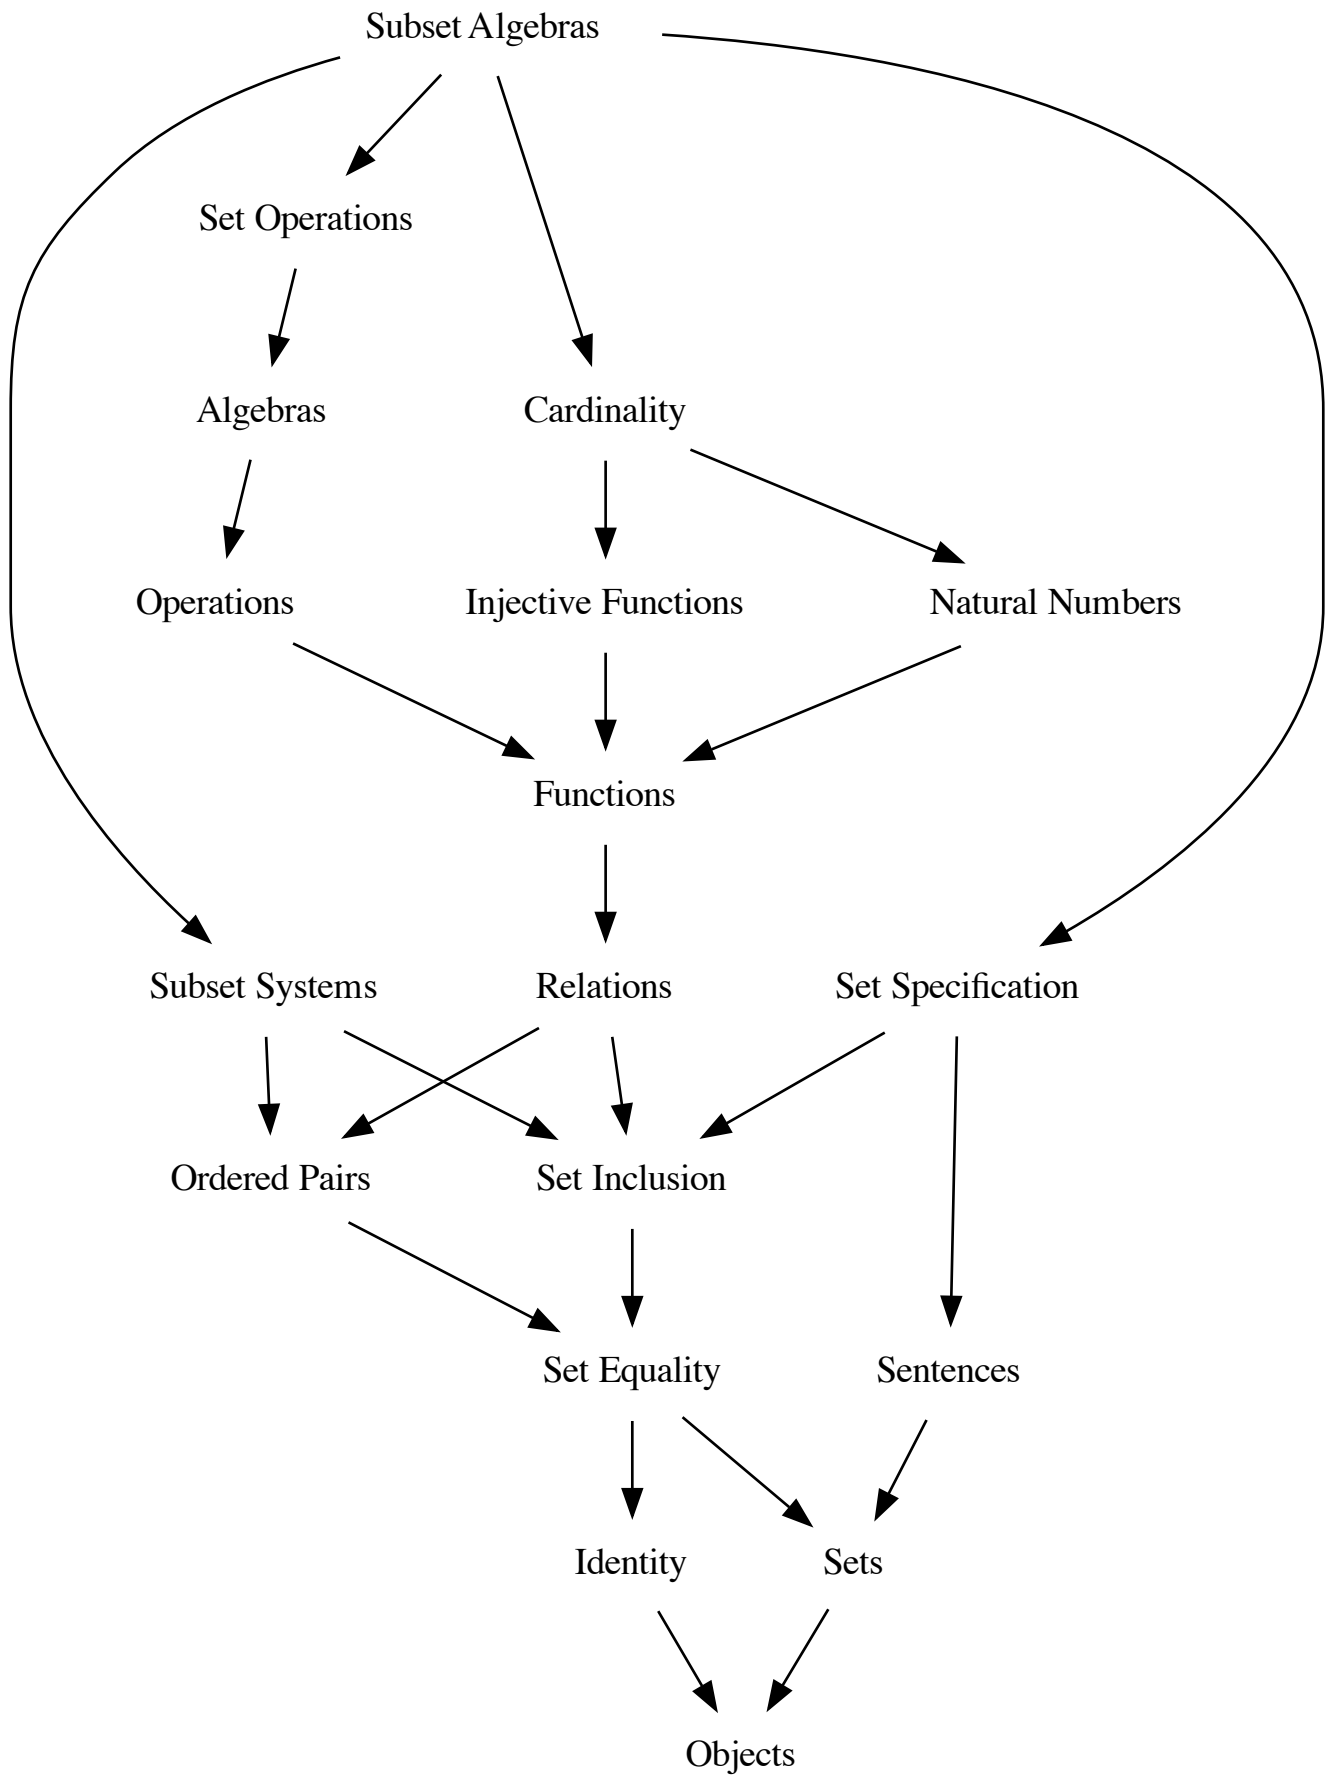 Subset Algebras
Set Operations
Algebras
Cardinality
Operations
Injective Functions
Natural Numbers
Functions
Subset Systems
Relations
Set Specification
Ordered Pairs
Set Inclusion
Set Equality
Sentences
Identity
Sets
Objects